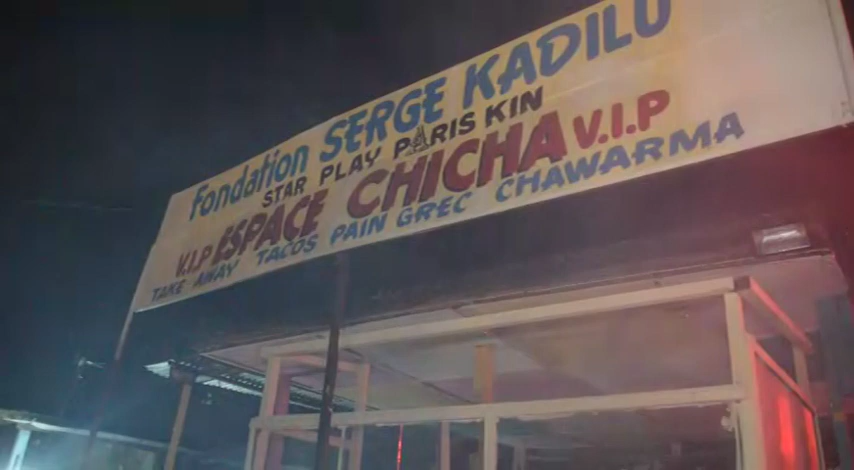 Fondation SERGE KADILU
STAR PLAY PARIS KIN
V.I.P ESPACE CHICHA V.I.P
TAKE AWAY TACOS PAIN GREC CHAWARMA